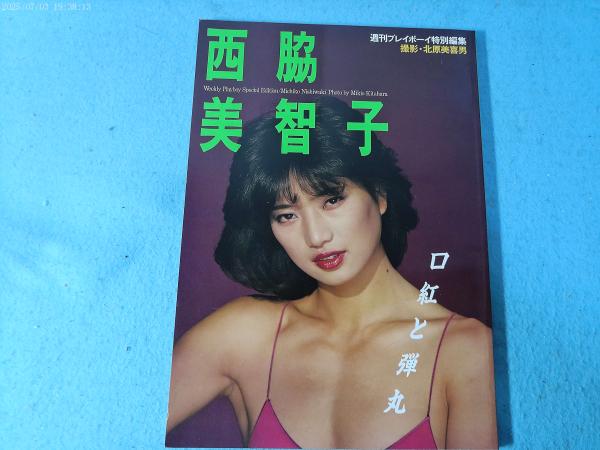 2025/07/03 19:38:13
週刊プレイボーイ特別編集
撮影・北原美喜男
西脇
Weekly Playboy Special Edition/Michiko Nishiwaki Photo by Mikio Kitahara
美智子
口紅と弾丸